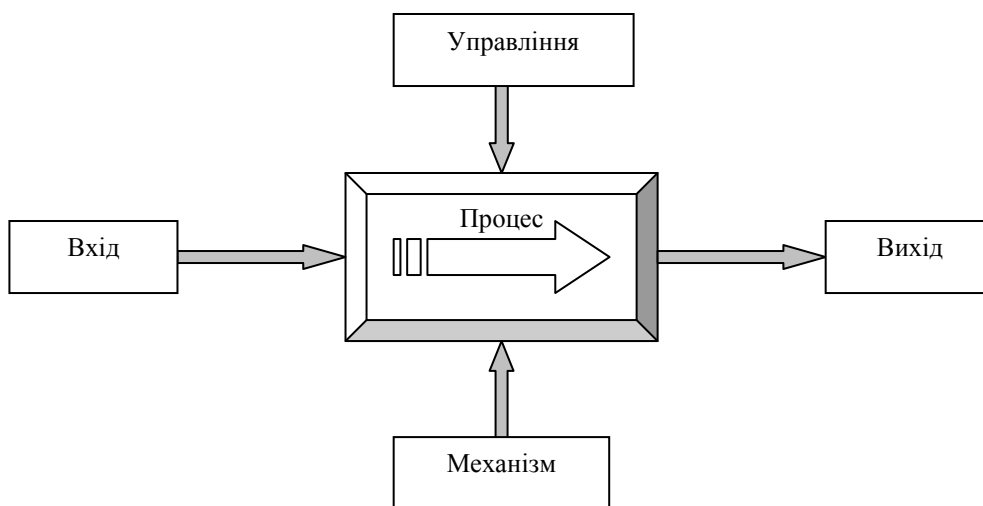 Управління
Процес
Вхід
Вихід
Механізм